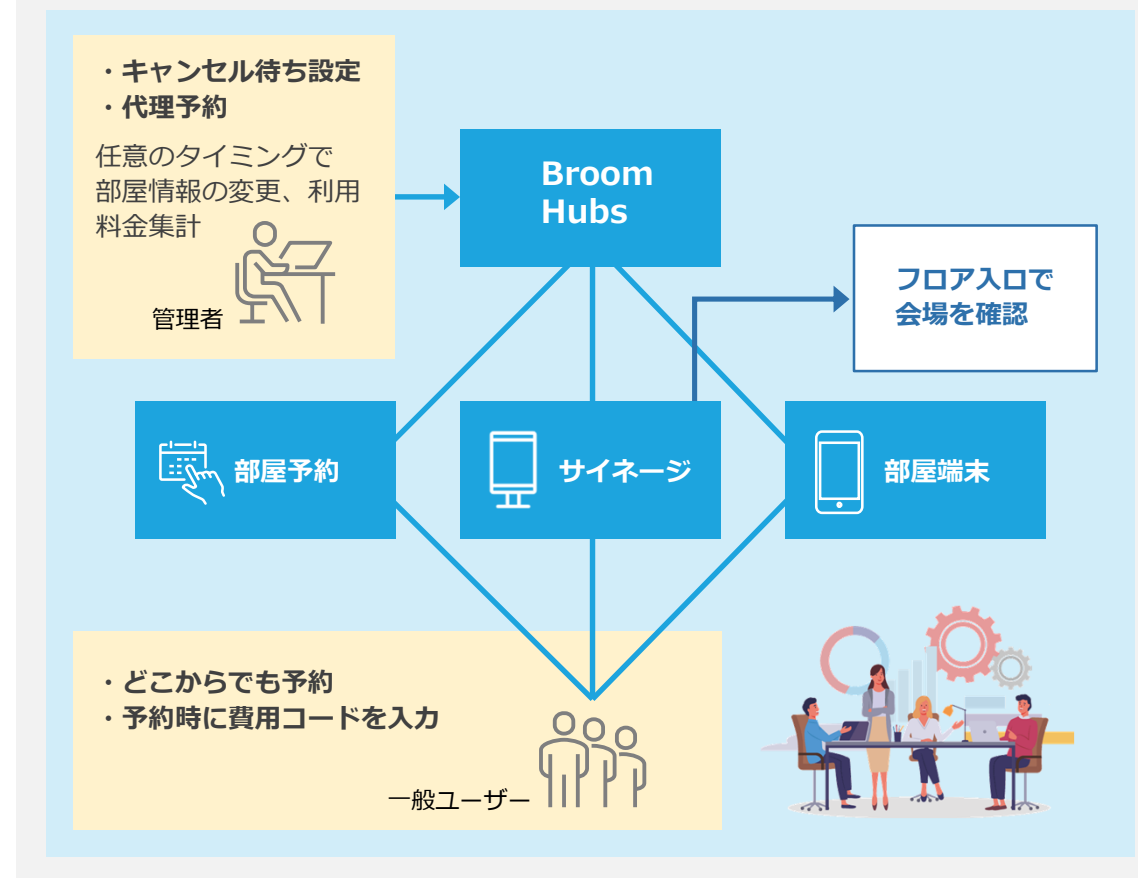 ・キャンセル待ち設定
・代理予約
任意のタイミングで
部屋情報の変更、利用
料金集計
管理者
Broom
Hubs
フロア入口で
会場を確認
部屋予約
サイネージ
部屋端末
・どこからでも予約
・予約時に費用コードを入力
一般ユーザー